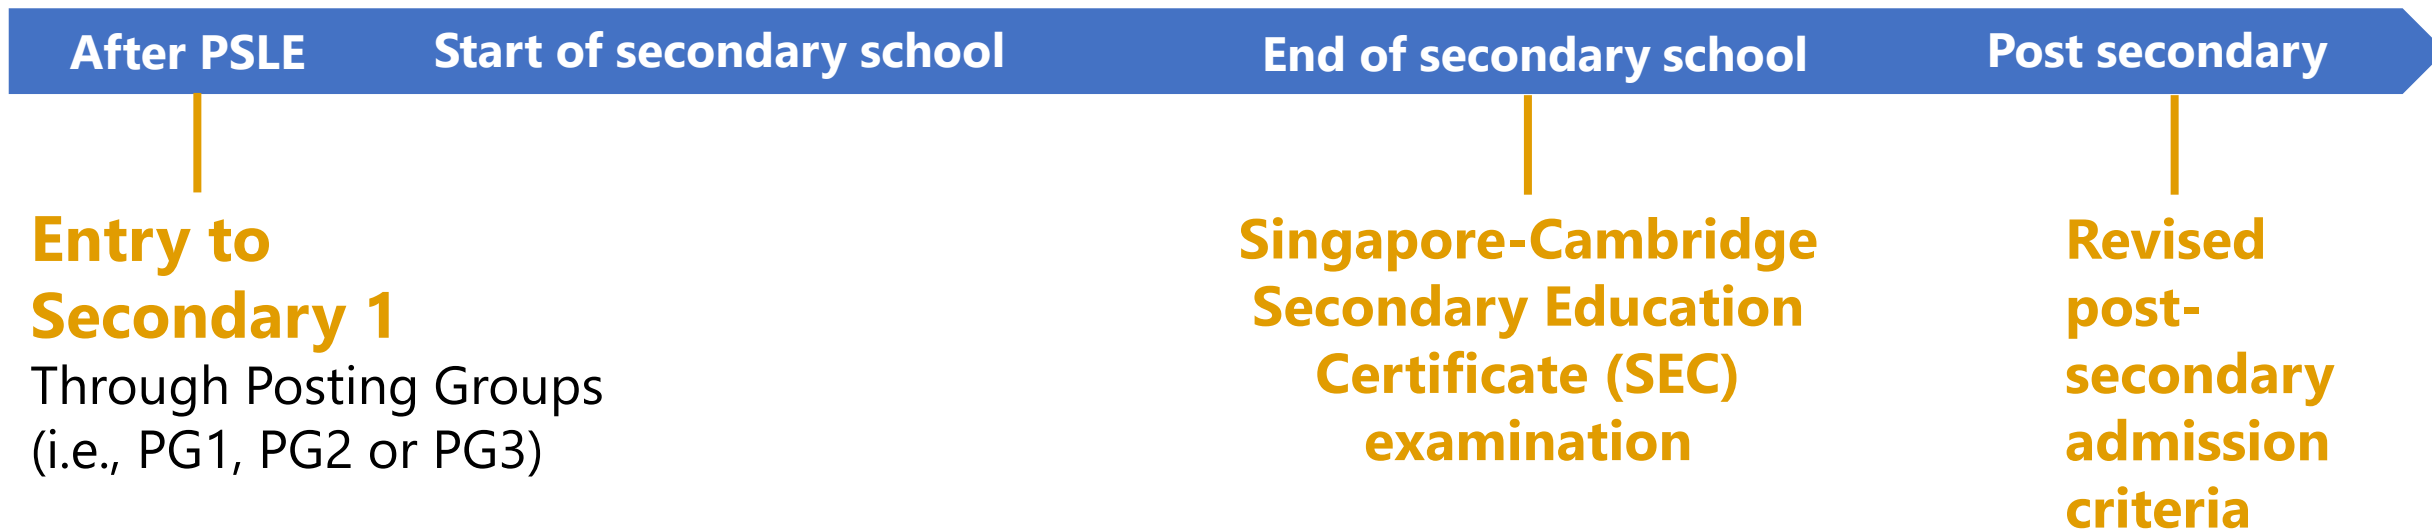 After PSLE
Start of secondary school
End of secondary school
Post secondary
Entry to
Secondary 1
Through Posting Groups
(i.e., PG1, PG2 or PG3)
Singapore-Cambridge
Secondary Education
Certificate (SEC)
examination
Revised
post-
secondary
admission
criteria